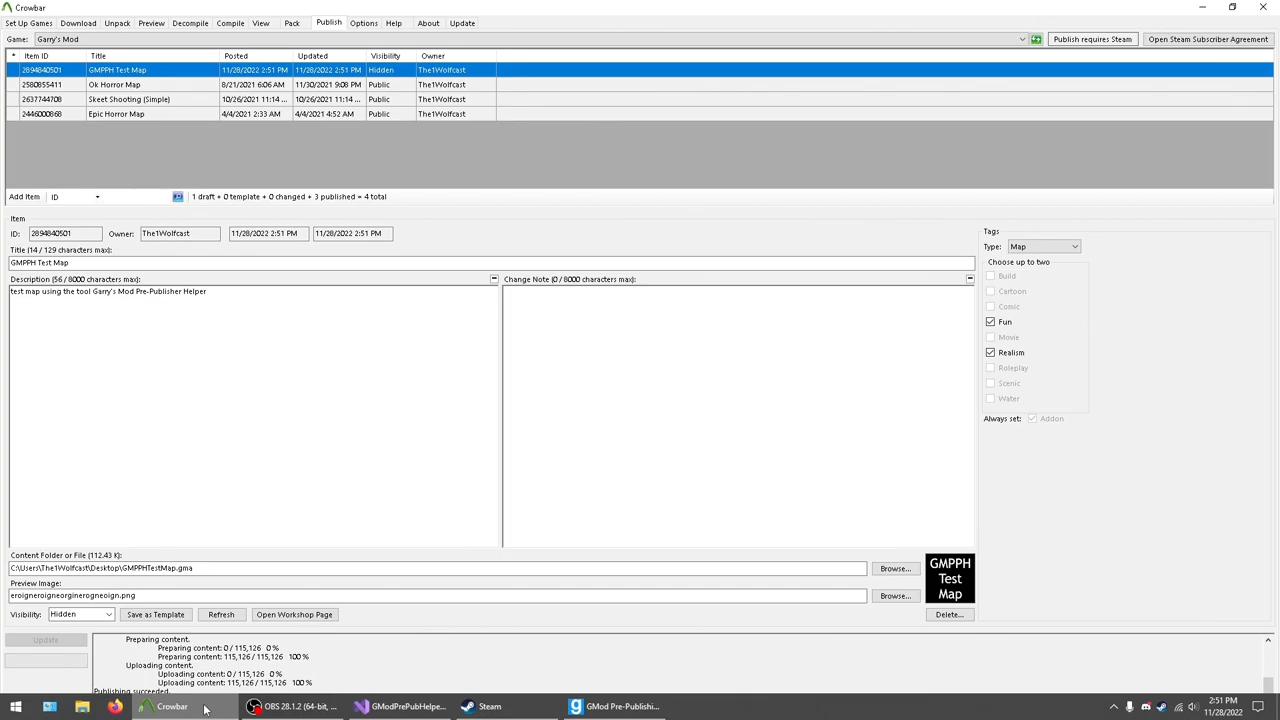 Crowbar
Set Up Games Download Unpack Preview Decompile Compile View Pack Publish Options Help About Update
Game: Garry's Mod Publish requires Steam Open Steam Subscriber Agreement
* Item ID Title Posted Updated Visibility Owner
2894840501 GMPPH Test Map 11/28/2022 2:51 PM 11/28/2022 2:51 PM Hidden The1Wolfcast
2580855411 Ok Horror Map 8/21/2021 6:06 AM 11/30/2021 9:08 PM Public The1Wolfcast
2637744708 Skeet Shooting (Simple) 10/26/2021 11:14 ... 10/26/2021 11:14 ... Public The1Wolfcast
2446000868 Epic Horror Map 4/4/2021 2:33 AM 4/4/2021 4:52 AM Public The1Wolfcast
Add Item ID 1 draft + 0 template + 0 changed + 3 published = 4 total
Item
ID: 2894840501 Owner: The1Wolfcast 11/28/2022 2:51 PM 11/28/2022 2:51 PM
Title (14 / 129 characters max):
GMPPH Test Map
Description (56 / 8000 characters max):
test map using the tool Garry's Mod Pre-Publisher Helper
Change Note (0 / 8000 characters max):
Tags
Type: Map
Choose up to two
Build
Cartoon
Comic
Fun
Movie
Realism
Roleplay
Scenic
Water
Always set: Addon
Content Folder or File (112.43 K):
C:\Users\The1Wolfcast\Desktop\GMPPHTestMap.gma Browse...
Preview Image:
eroigneroigneorginerogneoign.png Browse...
GMPPH
Test
Map
Visibility: Hidden Save as Template Refresh Open Workshop Page Delete...
Update
Preparing content.
Preparing content: 0 / 115,126 0 %
Preparing content: 115,126 / 115,126 100 %
Uploading content.
Uploading content: 0 / 115,126 0 %
Uploading content: 115,126 / 115,126 100 %
Publishing succeeded.
Crowbar OBS 28.1.2 (64-bit, ... GModPrePubHelpe... Steam GMod Pre-Publishi... 2:51 PM
11/28/2022